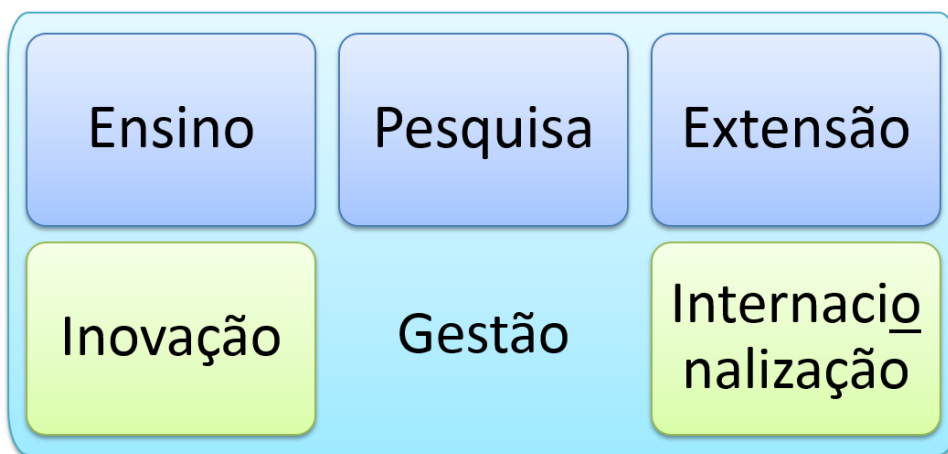 Ensino
Pesquisa
Extensão
Inovação
Gestão
Internacio
nalização